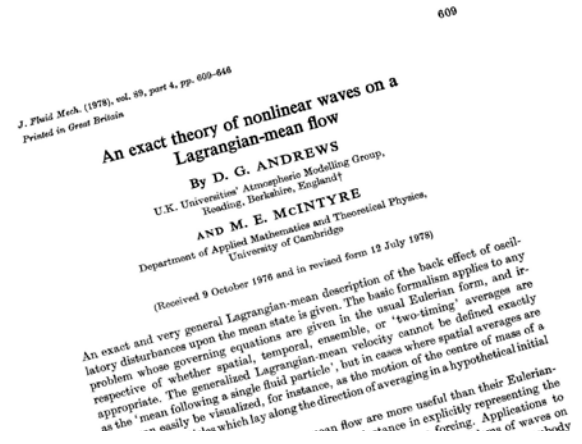 609
J. Fluid Mech. (1978), vol. 89, part 4, pp. 609–646
Printed in Great Britain
An exact theory of nonlinear waves on a
Lagrangian-mean flow
By D. G. ANDREWS
U.K. Universities' Atmospheric Modelling Group,
Reading, Berkshire, England†
AND M. E. McINTYRE
Department of Applied Mathematics and Theoretical Physics,
University of Cambridge
(Received 9 October 1976 and in revised form 12 July 1978)
An exact and very general Lagrangian-mean description of the back effect of oscil-
latory disturbances upon the mean state is given. The basic formalism applies to any
problem whose governing equations are given in the usual Eulerian form, and ir-
respective of whether spatial, temporal, ensemble, or 'two-timing' averages are
appropriate. The generalized Lagrangian-mean velocity cannot be defined exactly
as the 'mean following a single fluid particle', but in cases where spatial averages are
easily be visualized, for instance, as the motion of the centre of mass of a
which lay along the direction of averaging in a hypothetical initial
flow are more useful than their Eulerian-
in explicitly representing the
forcing. Applications to
of waves on